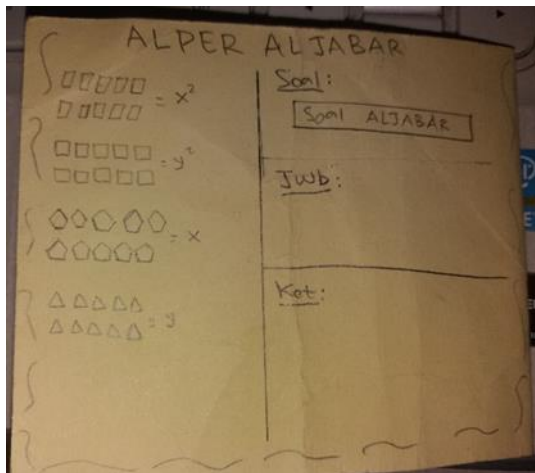 ALPER ALJABAR
= x²
= y²
= x
= y
Soal:
Soal ALJABAR
Jwb:
Ket: